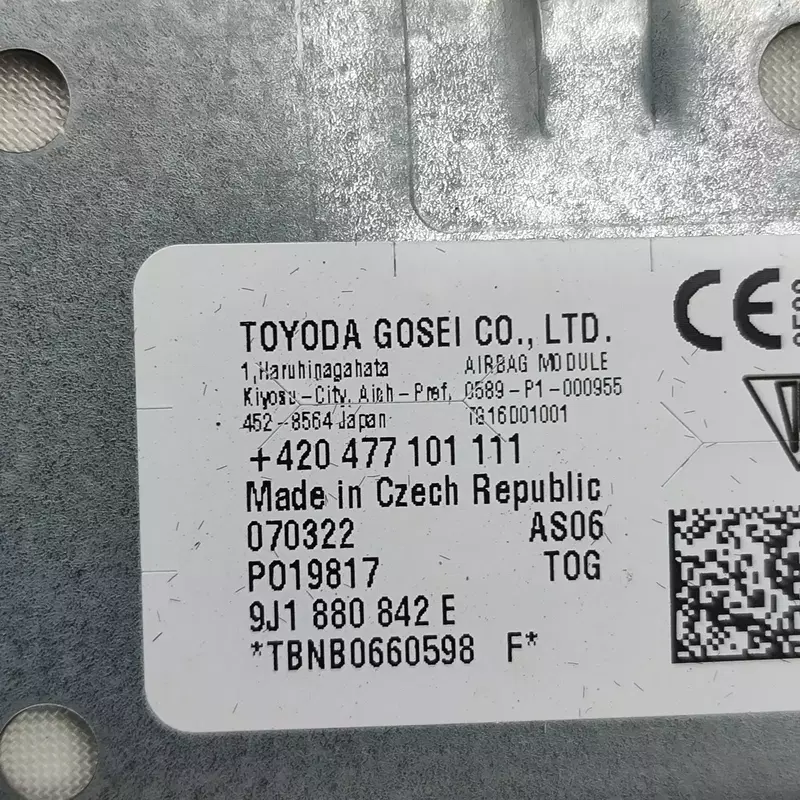 TOYODA GOSEI CO., LTD.
1,Haruhinagahata AIRBAG MODULE
Kiyosu-City, Aich-Pref, 0589-P1-000955
452-8564 Japan TG16D01001
+420 477 101 111
Made in Czech Republic
070322 AS06
P019817 TOG
9J1 880 842 E
*TBNB0660598 F*
CE